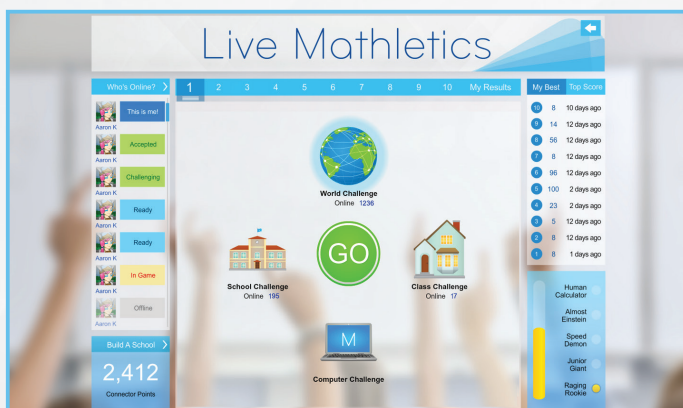 Live Mathletics
Who's Online?
This is me!
Aaron K
Accepted
Aaron K
Challenging
Aaron K
Ready
Aaron K
Ready
Aaron K
In Game
Aaron K
Offline
Aaron K
Build A School
2,412
Connector Points
1 2 3 4 5 6 7 8 9 10 My Results
World Challenge
Online 1236
GO
School Challenge
Online 195
Class Challenge
Online 17
M
Computer Challenge
My Best Top Score
10 8 10 days ago
9 14 12 days ago
8 56 12 days ago
7 8 12 days ago
6 96 12 days ago
5 100 2 days ago
4 23 2 days ago
3 5 12 days ago
2 8 12 days ago
1 8 1 days ago
Human
Calculator
Almost
Einstein
Speed
Demon
Junior
Giant
Raging
Rookie